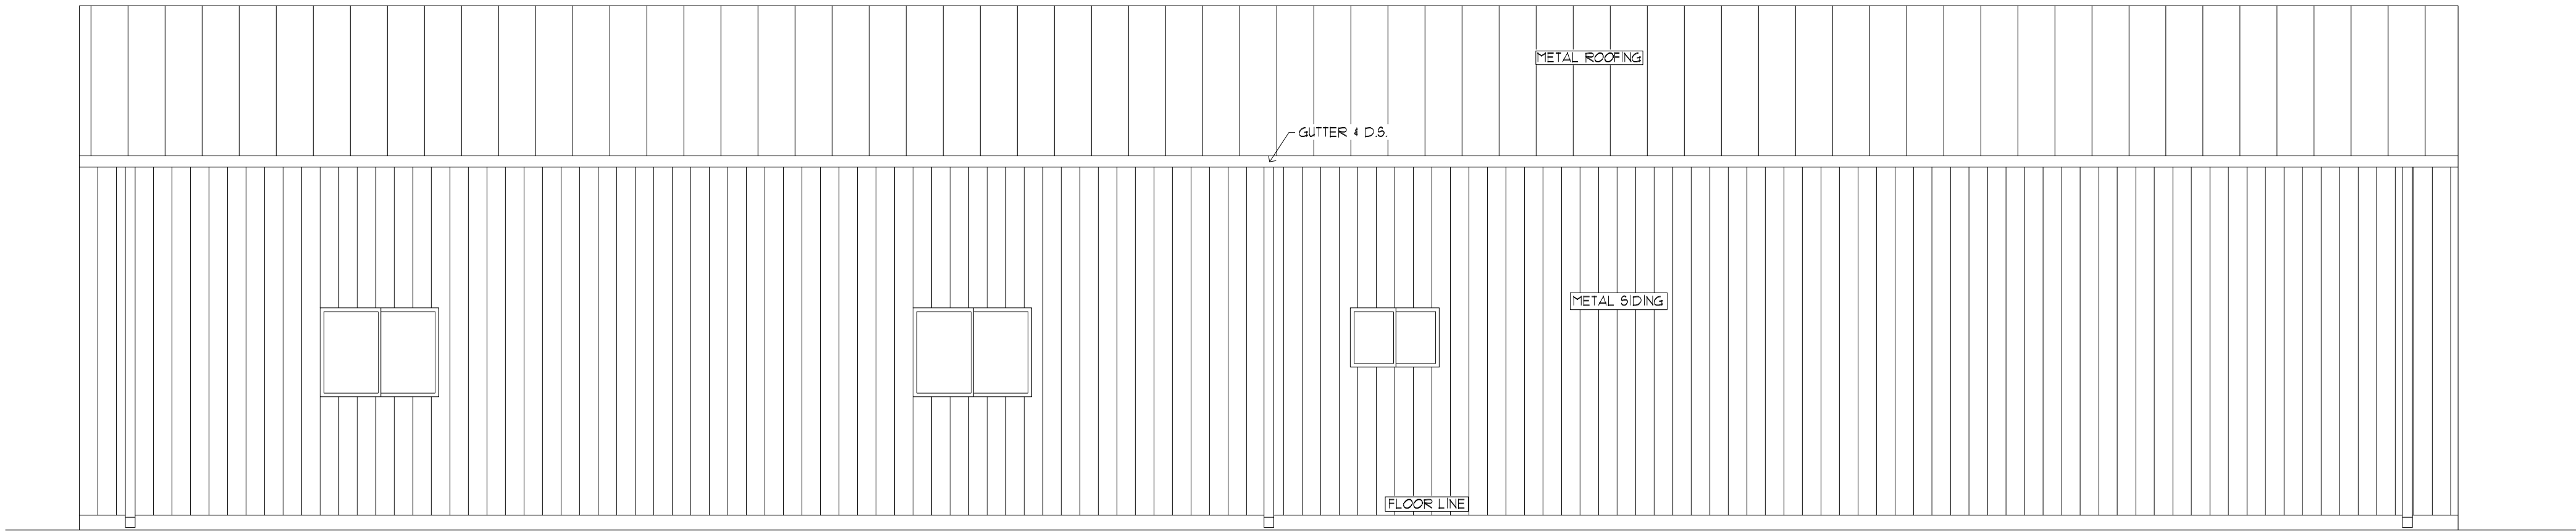 METAL ROOFING
GUTTER & D.S.
METAL SIDING
FLOOR LINE